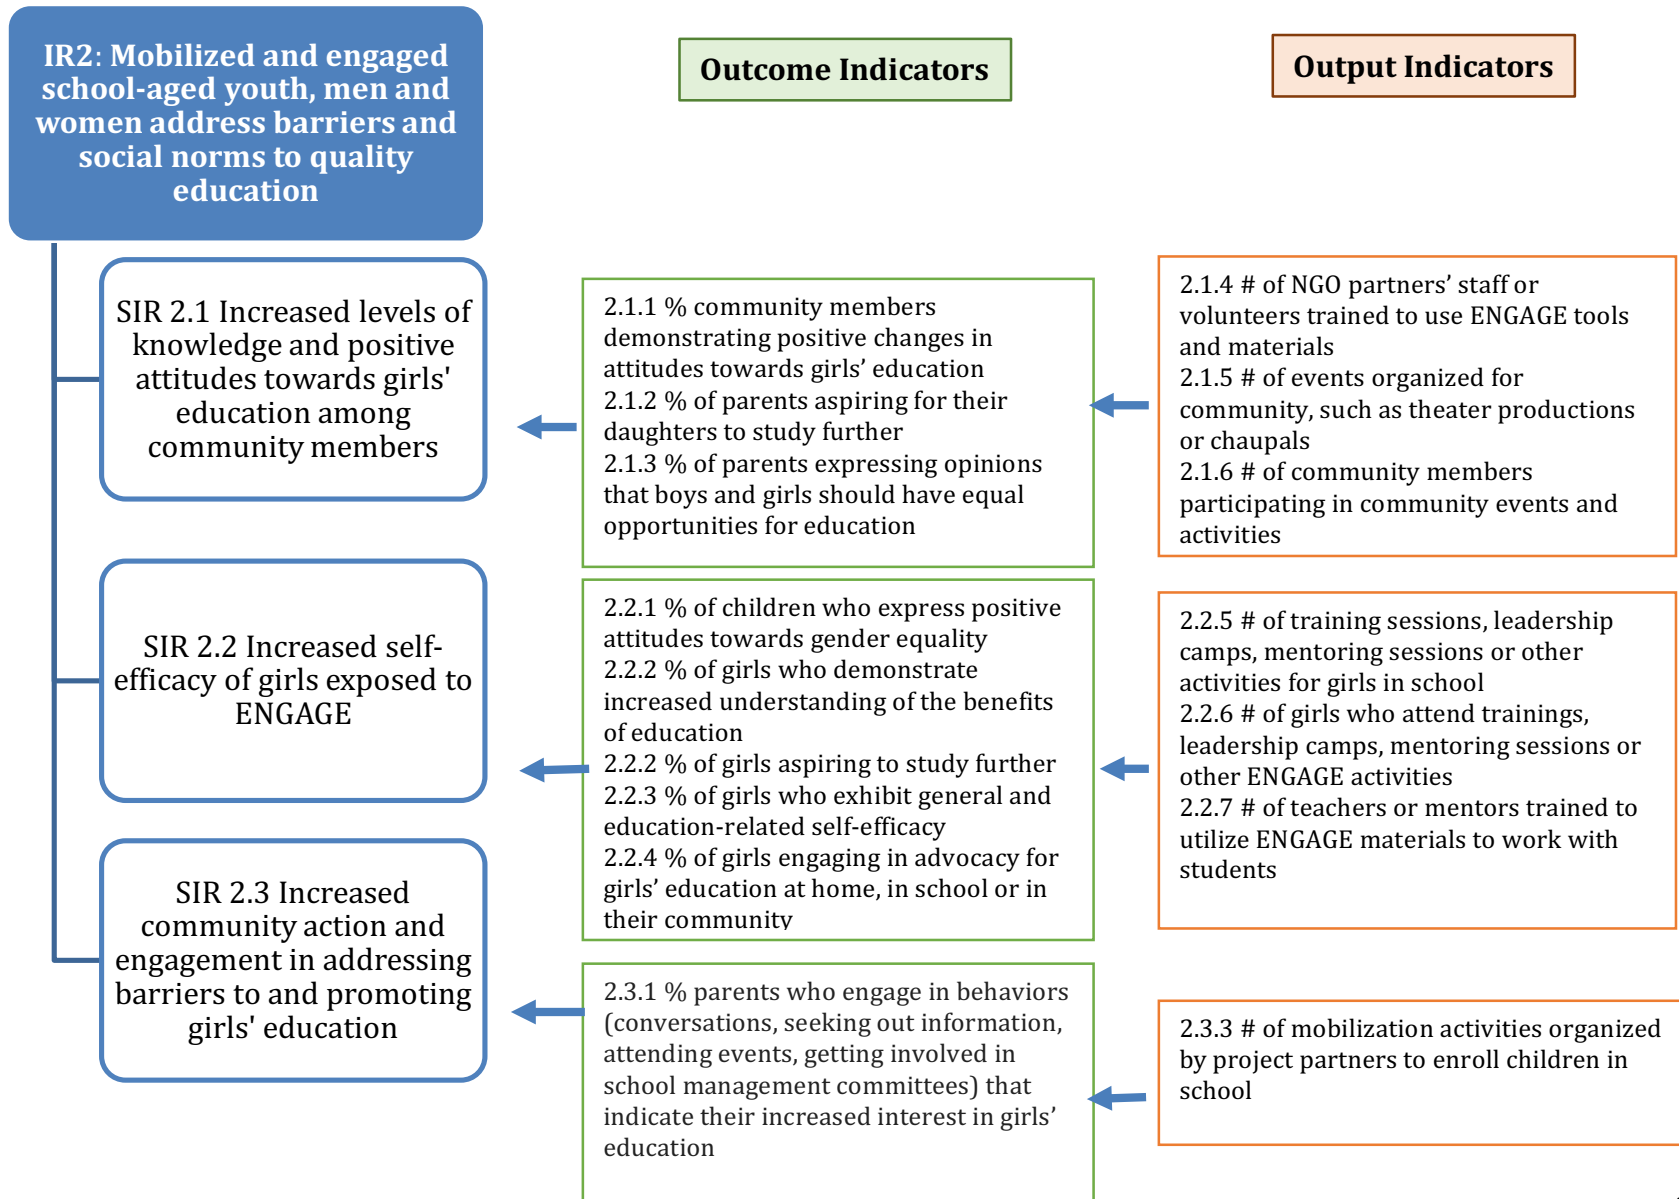 IR2: Mobilized and engaged
school-aged youth, men and
women address barriers and
social norms to quality
education
Outcome Indicators
Output Indicators
SIR 2.1 Increased levels of
knowledge and positive
attitudes towards girls'
education among
community members
2.1.1 % community members
demonstrating positive changes in
attitudes towards girls’ education
2.1.2 % of parents aspiring for their
daughters to study further
2.1.3 % of parents expressing opinions
that boys and girls should have equal
opportunities for education
2.1.4 # of NGO partners’ staff or
volunteers trained to use ENGAGE tools
and materials
2.1.5 # of events organized for
community, such as theater productions
or chaupals
2.1.6 # of community members
participating in community events and
activities
SIR 2.2 Increased self-
efficacy of girls exposed to
ENGAGE
2.2.1 % of children who express positive
attitudes towards gender equality
2.2.2 % of girls who demonstrate
increased understanding of the benefits
of education
2.2.2 % of girls aspiring to study further
2.2.3 % of girls who exhibit general and
education-related self-efficacy
2.2.4 % of girls engaging in advocacy for
girls’ education at home, in school or in
their community
2.2.5 # of training sessions, leadership
camps, mentoring sessions or other
activities for girls in school
2.2.6 # of girls who attend trainings,
leadership camps, mentoring sessions or
other ENGAGE activities
2.2.7 # of teachers or mentors trained to
utilize ENGAGE materials to work with
students
SIR 2.3 Increased
community action and
engagement in addressing
barriers to and promoting
girls' education
2.3.1 % parents who engage in behaviors
(conversations, seeking out information,
attending events, getting involved in
school management committees) that
indicate their increased interest in girls’
education
2.3.3 # of mobilization activities organized
by project partners to enroll children in
school